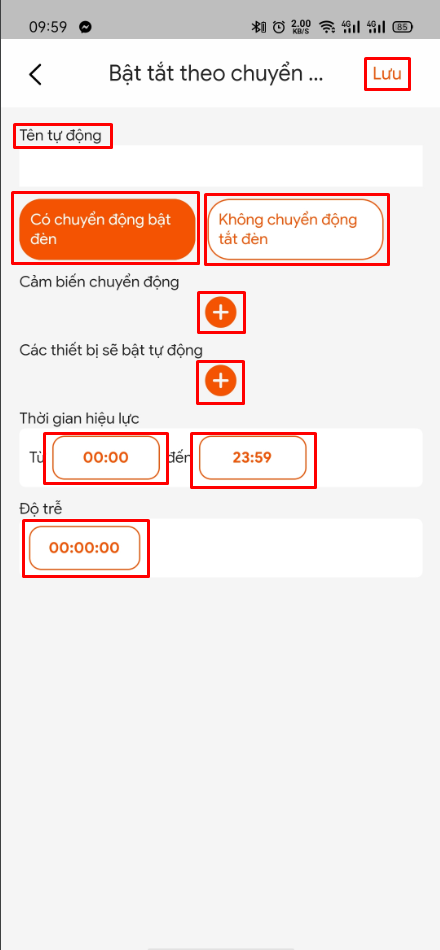 09:59 2.00 KB/S 4G 4G 85
Bật tắt theo chuyển ... Lưu
Tên tự động
Có chuyển động bật đèn
Không chuyển động tắt đèn
Cảm biến chuyển động
Các thiết bị sẽ bật tự động
Thời gian hiệu lực
Từ 00:00 đến 23:59
Độ trễ
00:00:00